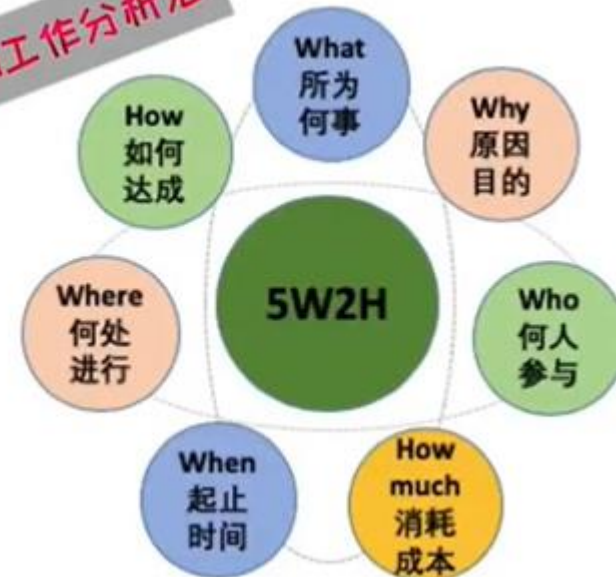 工作分析法
What
所为
何事
Why
原因
目的
Who
何人
参与
How
much
消耗
成本
When
起止
时间
Where
何处
进行
How
如何
达成
5W2H